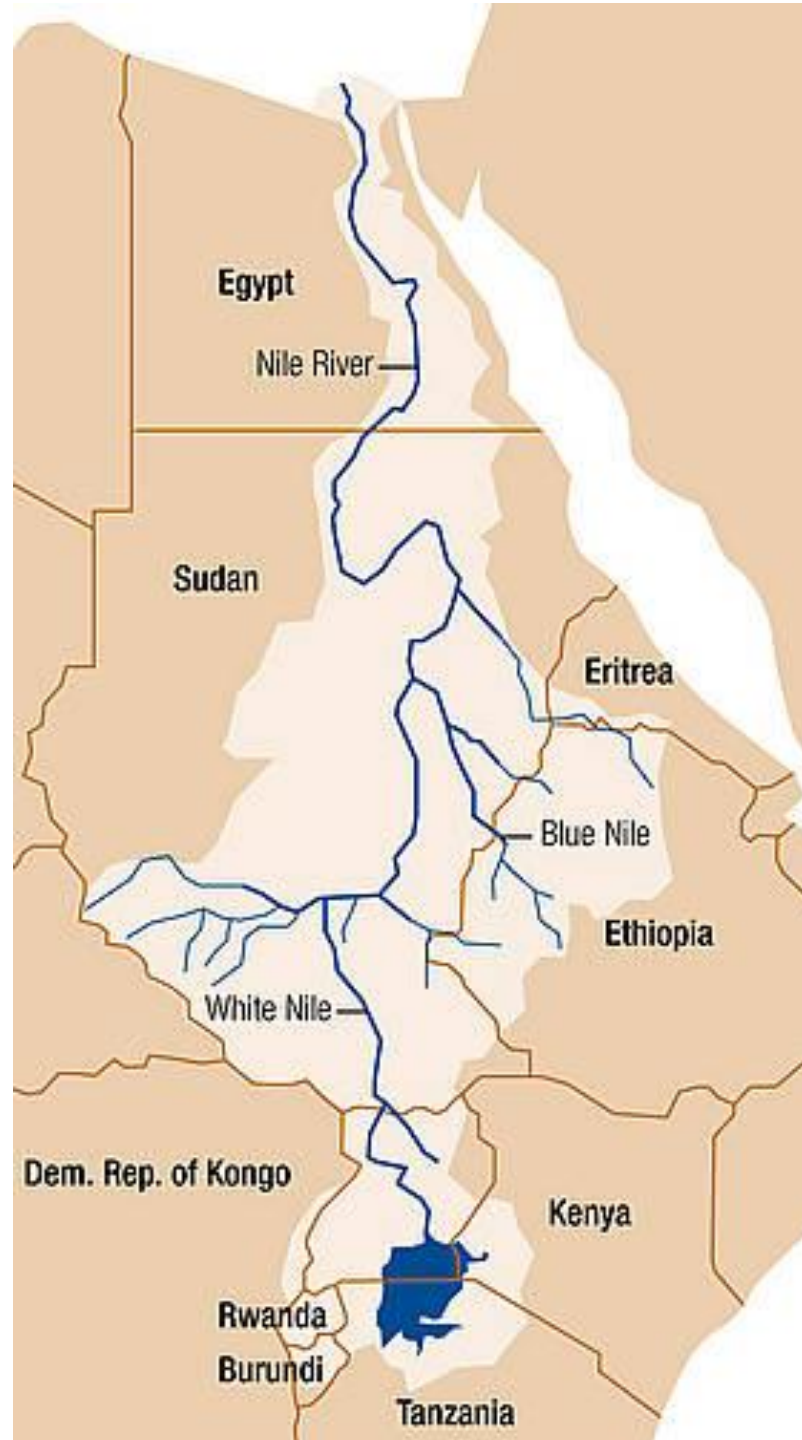 Egypt
Nile River
Sudan
Eritrea
Blue Nile
Ethiopia
White Nile
Dem. Rep. of Kongo
Kenya
Rwanda
Burundi
Tanzania